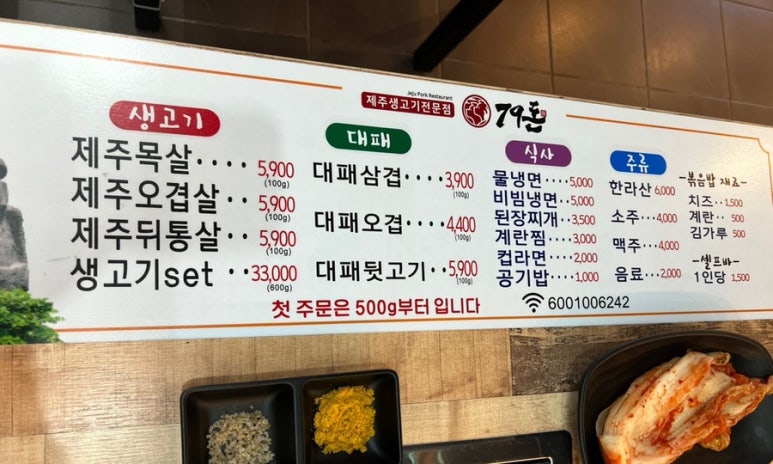 Jeju Pork Restaurant
제주생고기전문점 79돈
생고기
제주목살···· 5,900
(100g)
제주오겹살·· 5,900
(100g)
제주뒤통살·· 5,900
(100g)
생고기set ·· 33,000
(600g)
대패
대패삼겹···· 3,900
(100g)
대패오겹···· 4,400
(100g)
대패뒷고기·· 5,900
(100g)
식사
물냉면···· 5,000
비빔냉면·· 5,000
된장찌개·· 3,500
계란찜···· 3,000
컵라면···· 2,000
공기밥···· 1,000
주류
한라산 6,000
소주···· 4,000
맥주···· 4,000
음료··· 2,000
-볶음밥 재료-
치즈·· 1,500
계란·· 500
김가루 500
-셀프바-
1인당 1,500
첫 주문은 500g부터 입니다
6001006242